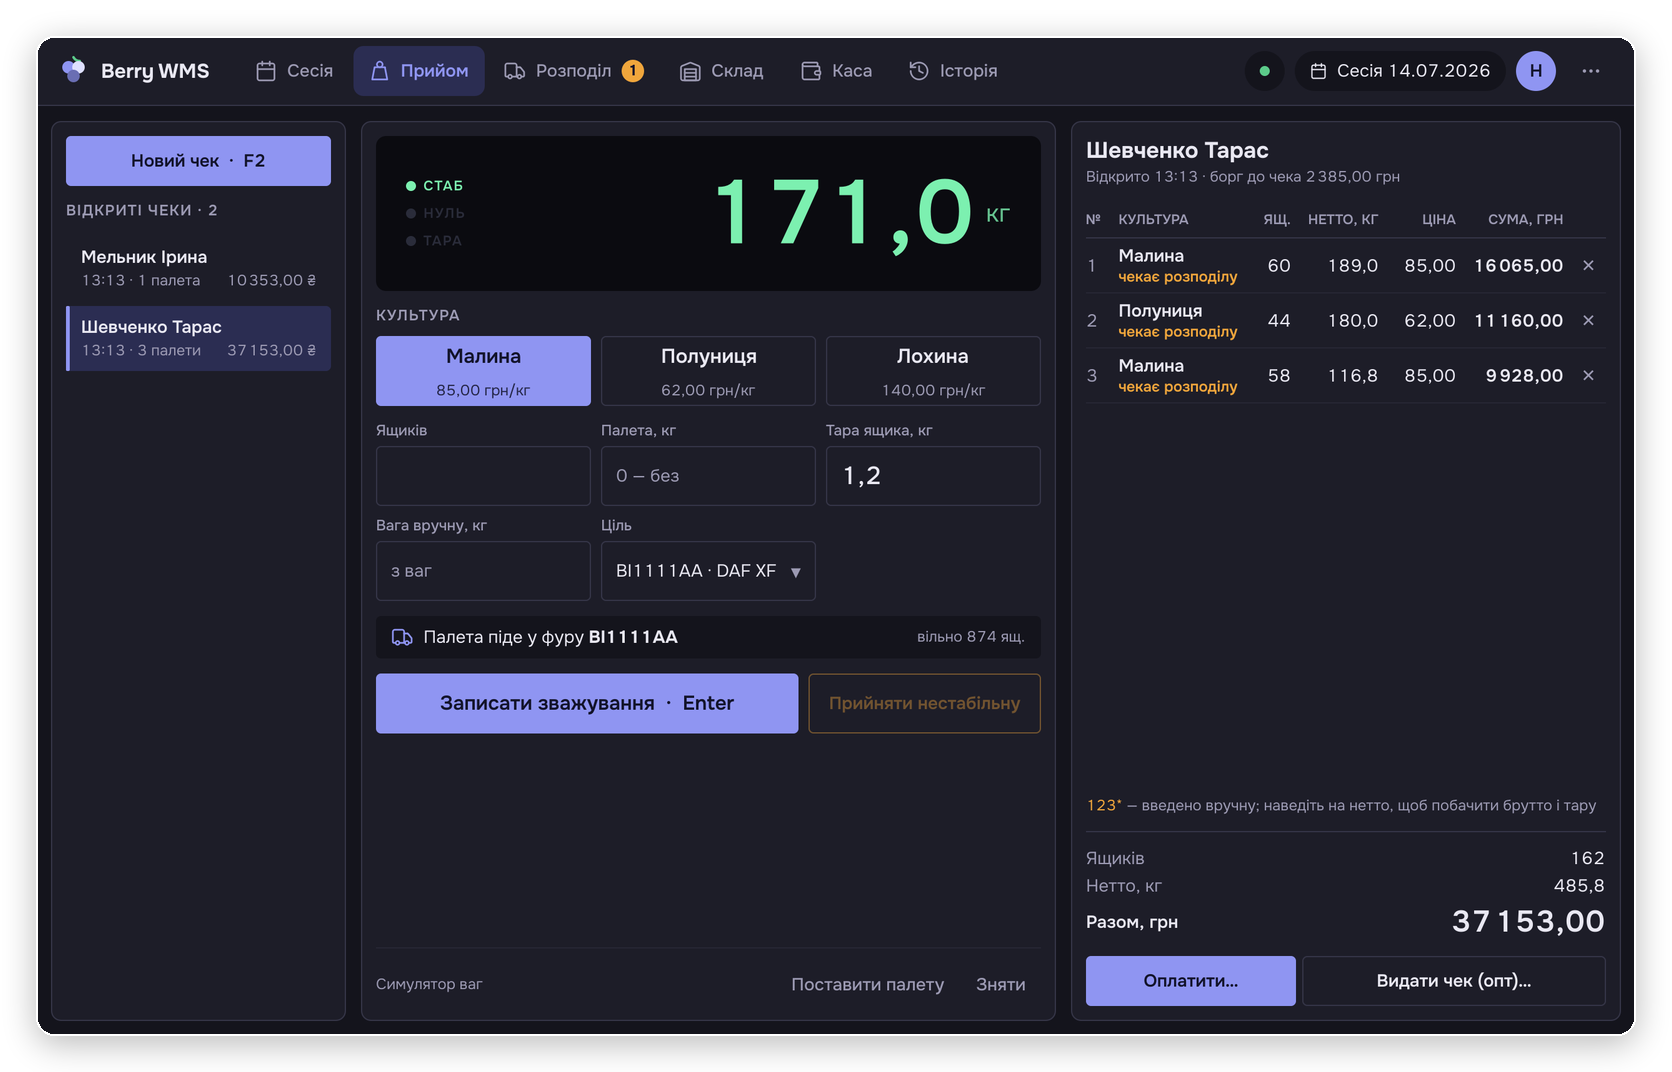 Berry WMS
Сесія
Прийом
Розподіл 1
Склад
Каса
Історія
Сесія 14.07.2026
Н
Новий чек · F2
ВІДКРИТІ ЧЕКИ · 2
Мельник Ірина
13:13 · 1 палета 10 353,00 ₴
Шевченко Тарас
13:13 · 3 палети 37 153,00 ₴
СТАБ
НУЛЬ
ТАРА
171,0 КГ
КУЛЬТУРА
Малина
85,00 грн/кг
Полуниця
62,00 грн/кг
Лохина
140,00 грн/кг
Ящиків
Палета, кг
0 — без
Тара ящика, кг
1,2
Вага вручну, кг
з ваг
Ціль
BI1111AA · DAF XF ▼
Палета піде у фуру BI1111AA вільно 874 ящ.
Записати зважування · Enter
Прийняти нестабільну
Симулятор ваг
Поставити палету
Зняти
Шевченко Тарас
Відкрито 13:13 · борг до чека 2 385,00 грн
№ КУЛЬТУРА ЯЩ. НЕТТО, КГ ЦІНА СУМА, ГРН
1 Малина 60 189,0 85,00 16 065,00 ×
чекає розподілу
2 Полуниця 44 180,0 62,00 11 160,00 ×
чекає розподілу
3 Малина 58 116,8 85,00 9 928,00 ×
чекає розподілу
123* — введено вручну; наведіть на нетто, щоб побачити брутто і тару
Ящиків 162
Нетто, кг 485,8
Разом, грн 37 153,00
Оплатити...
Видати чек (опт)...